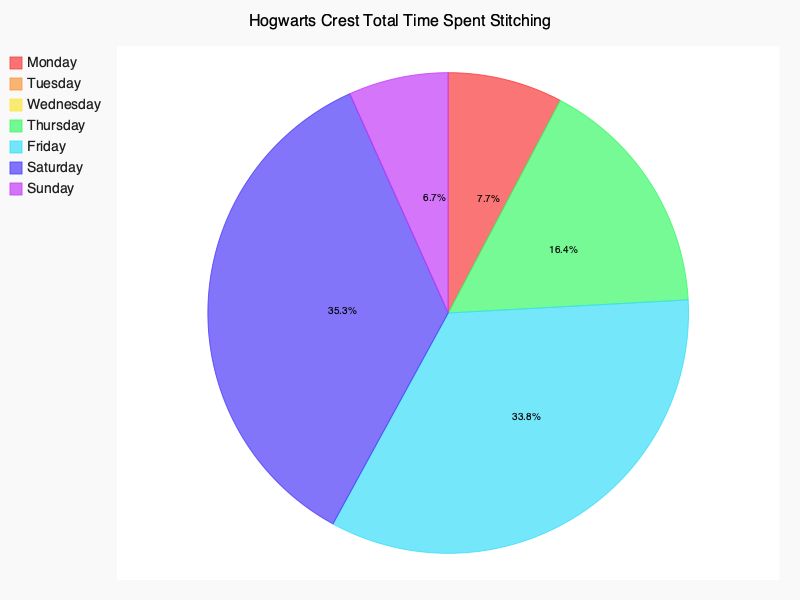 Hogwarts Crest Total Time Spent Stitching
Monday
Tuesday
Wednesday
Thursday
Friday
Saturday
Sunday
6.7%
7.7%
16.4%
35.3%
33.8%